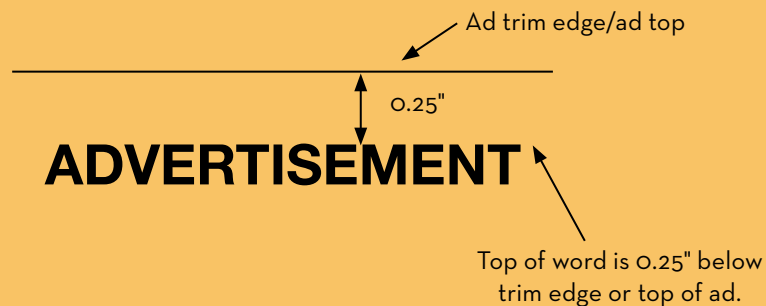 Ad trim edge/ad top
0.25"
ADVERTISEMENT
Top of word is 0.25" below
trim edge or top of ad.